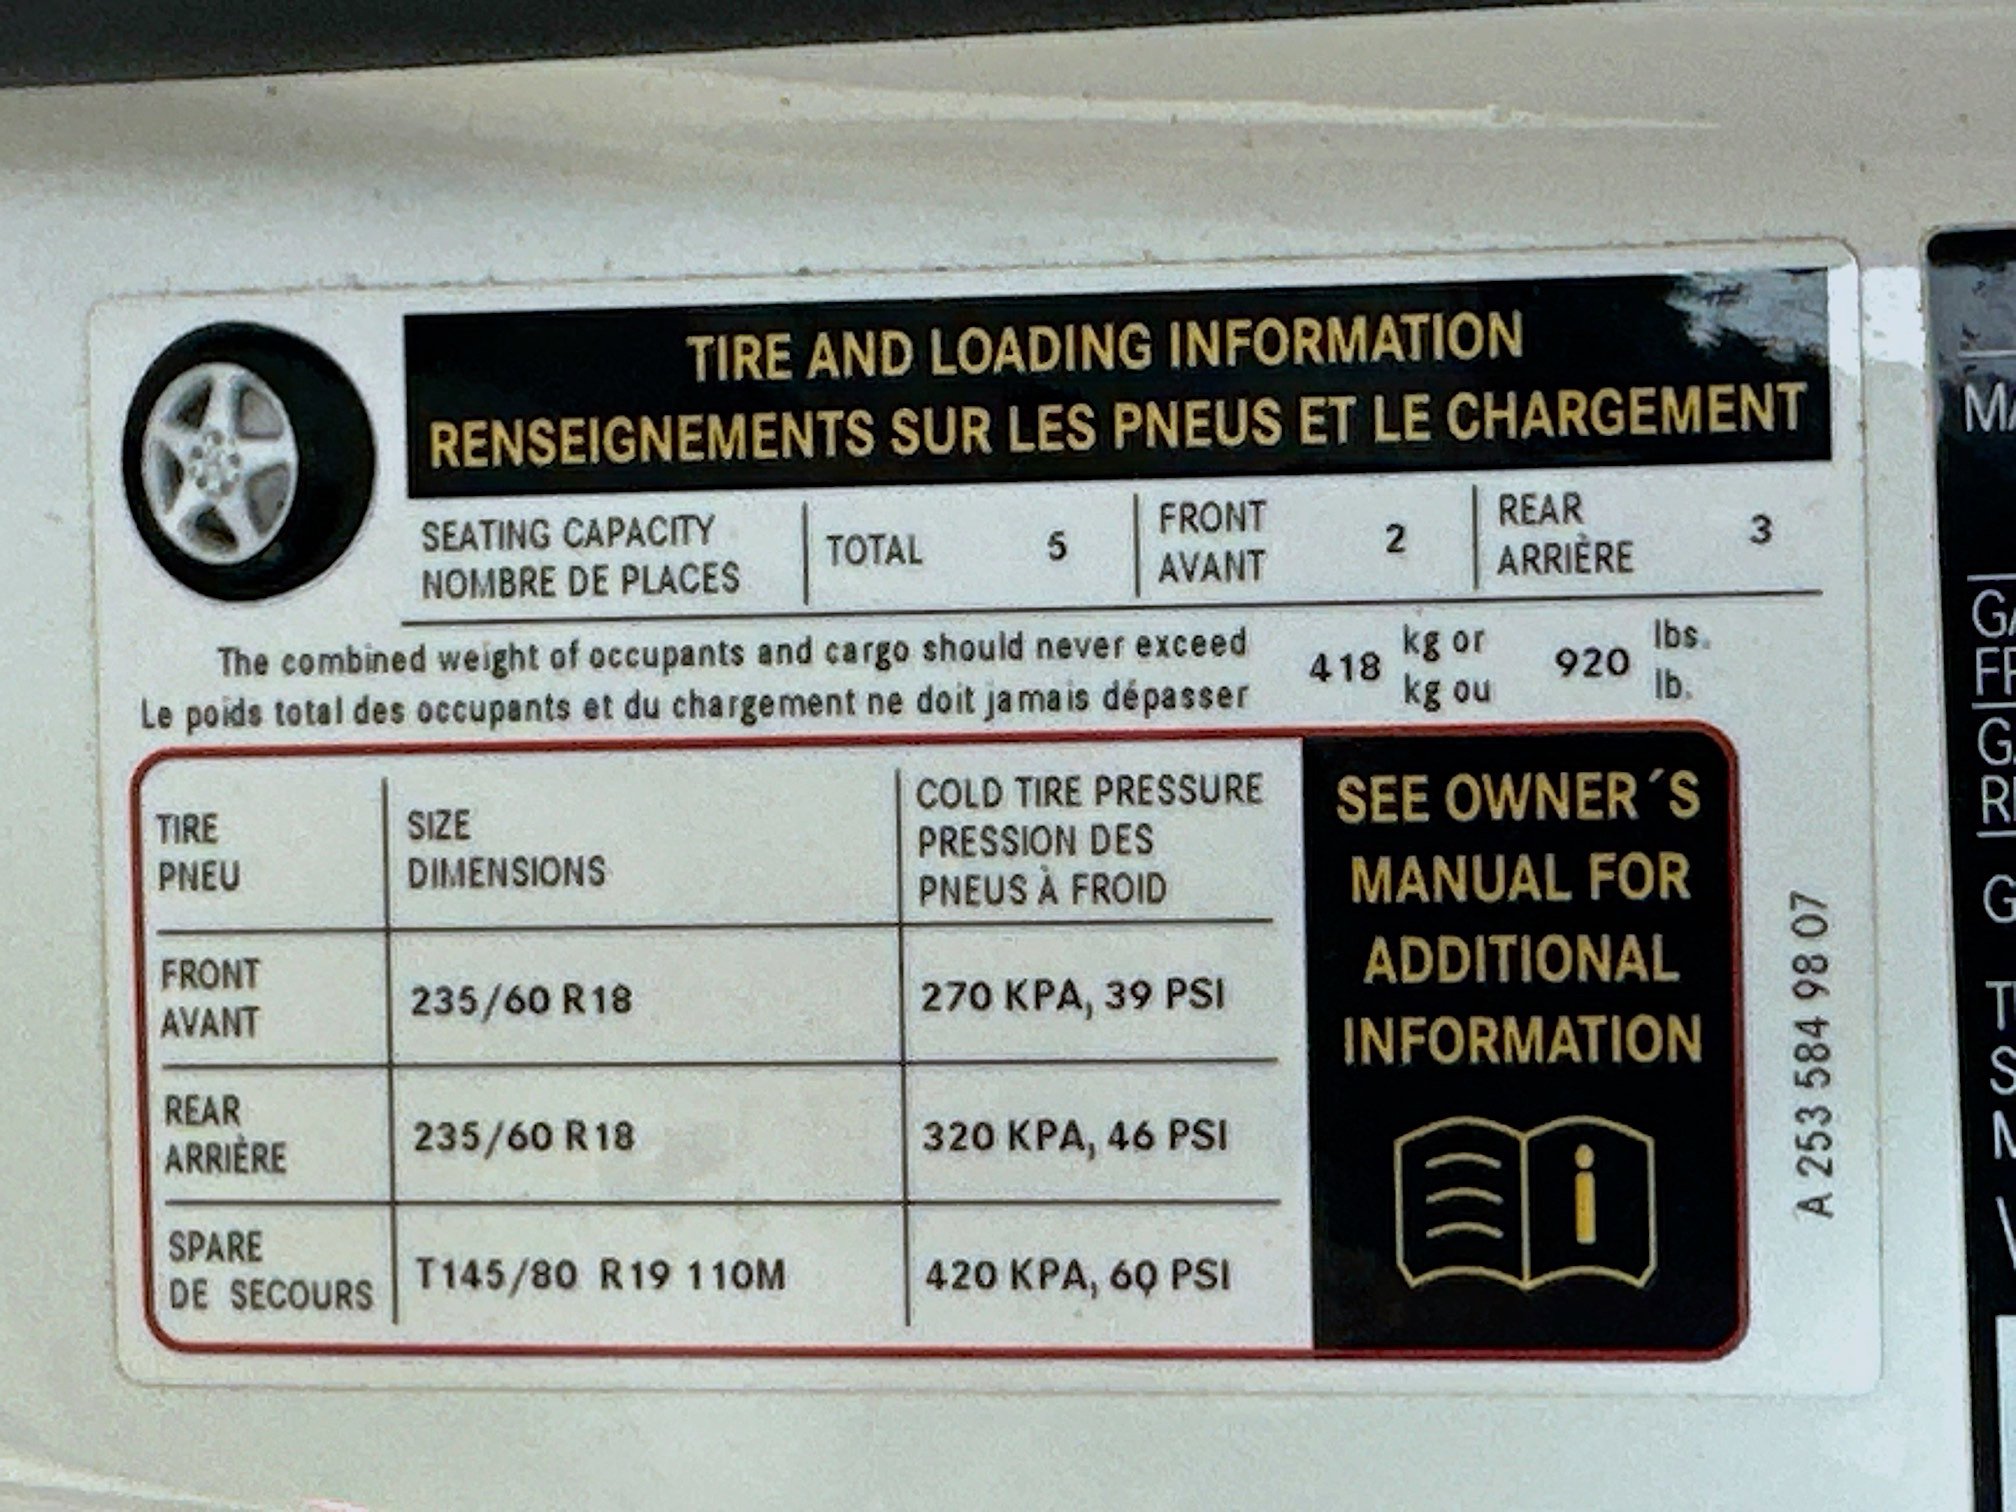 TIRE AND LOADING INFORMATION
RENSEIGNEMENTS SUR LES PNEUS ET LE CHARGEMENT
SEATING CAPACITY
NOMBRE DE PLACES
TOTAL 5
FRONT
AVANT
2
REAR
ARRIÈRE
3
The combined weight of occupants and cargo should never exceed
Le poids total des occupants et du chargement ne doit jamais dépasser
418
kg or
kg ou
920
lbs.
lb.
TIRE
PNEU
SIZE
DIMENSIONS
COLD TIRE PRESSURE
PRESSION DES
PNEUS À FROID
FRONT
AVANT
235/60 R18
270 KPA, 39 PSI
REAR
ARRIÈRE
235/60 R18
320 KPA, 46 PSI
SPARE
DE SECOURS
T145/80 R19 110M
420 KPA, 60 PSI
SEE OWNER´S
MANUAL FOR
ADDITIONAL
INFORMATION
i
A 253 584 98 07